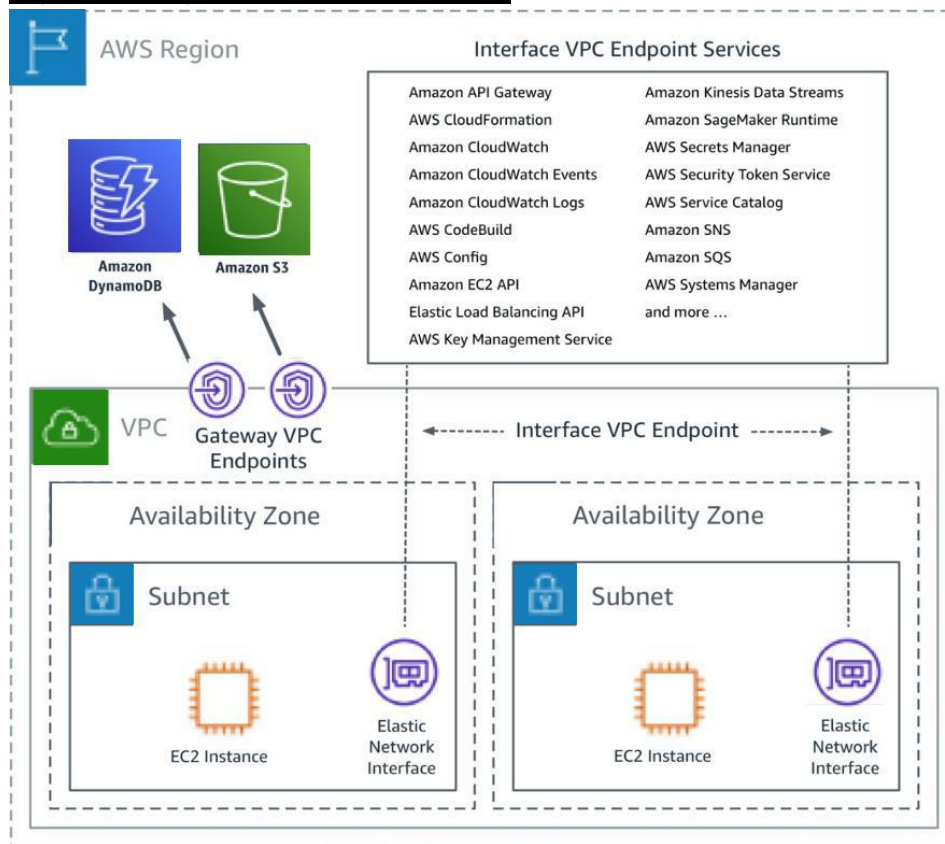 AWS Region
Interface VPC Endpoint Services
Amazon API Gateway
AWS CloudFormation
Amazon CloudWatch
Amazon CloudWatch Events
Amazon CloudWatch Logs
AWS CodeBuild
AWS Config
Amazon EC2 API
Elastic Load Balancing API
AWS Key Management Service
Amazon Kinesis Data Streams
Amazon SageMaker Runtime
AWS Secrets Manager
AWS Security Token Service
AWS Service Catalog
Amazon SNS
Amazon SQS
AWS Systems Manager
and more ...
Amazon
DynamoDB
Amazon S3
VPC
Gateway VPC
Endpoints
Interface VPC Endpoint
Availability Zone
Subnet
EC2 Instance
Elastic
Network
Interface
Availability Zone
Subnet
EC2 Instance
Elastic
Network
Interface